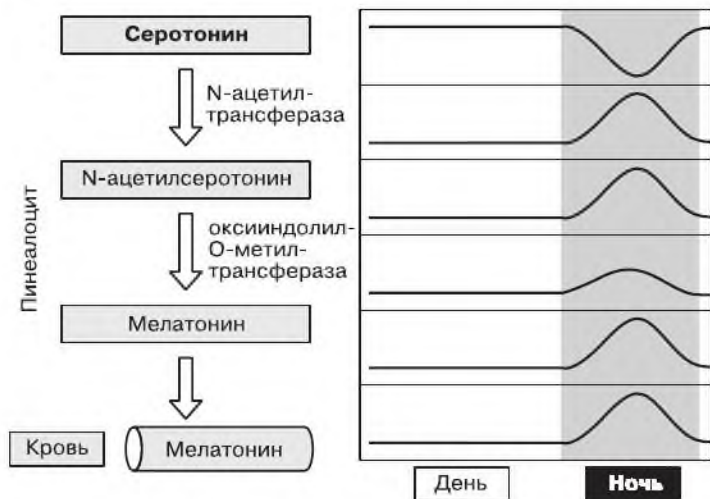 Серотонин
N-ацетил-
трансфераза
N-ацетилсеротонин
оксииндолил-
О-метил-
трансфераза
Пинеалоцит
Мелатонин
Кровь
Мелатонин
День
Ночь